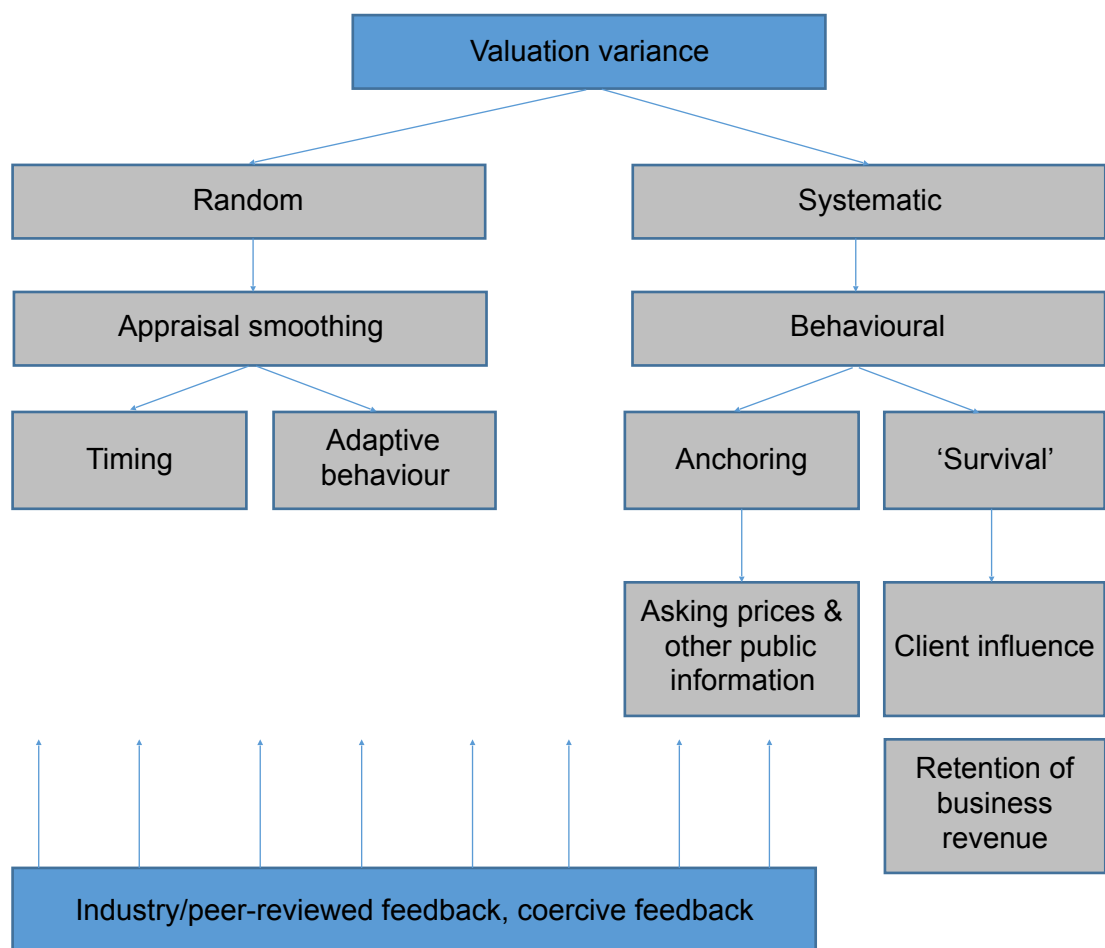 Valuation variance
Random
Systematic
Appraisal smoothing
Behavioural
Timing
Adaptive
behaviour
Anchoring
‘Survival’
Asking prices &
other public
information
Client influence
Retention of
business
revenue
Industry/peer-reviewed feedback, coercive feedback